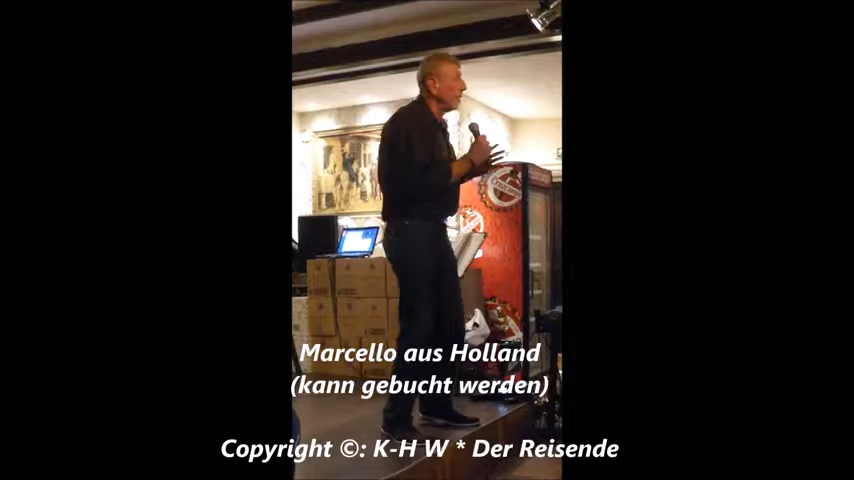 Marcello aus Holland
(kann gebucht werden)
Copyright ©: K-H W * Der Reisende